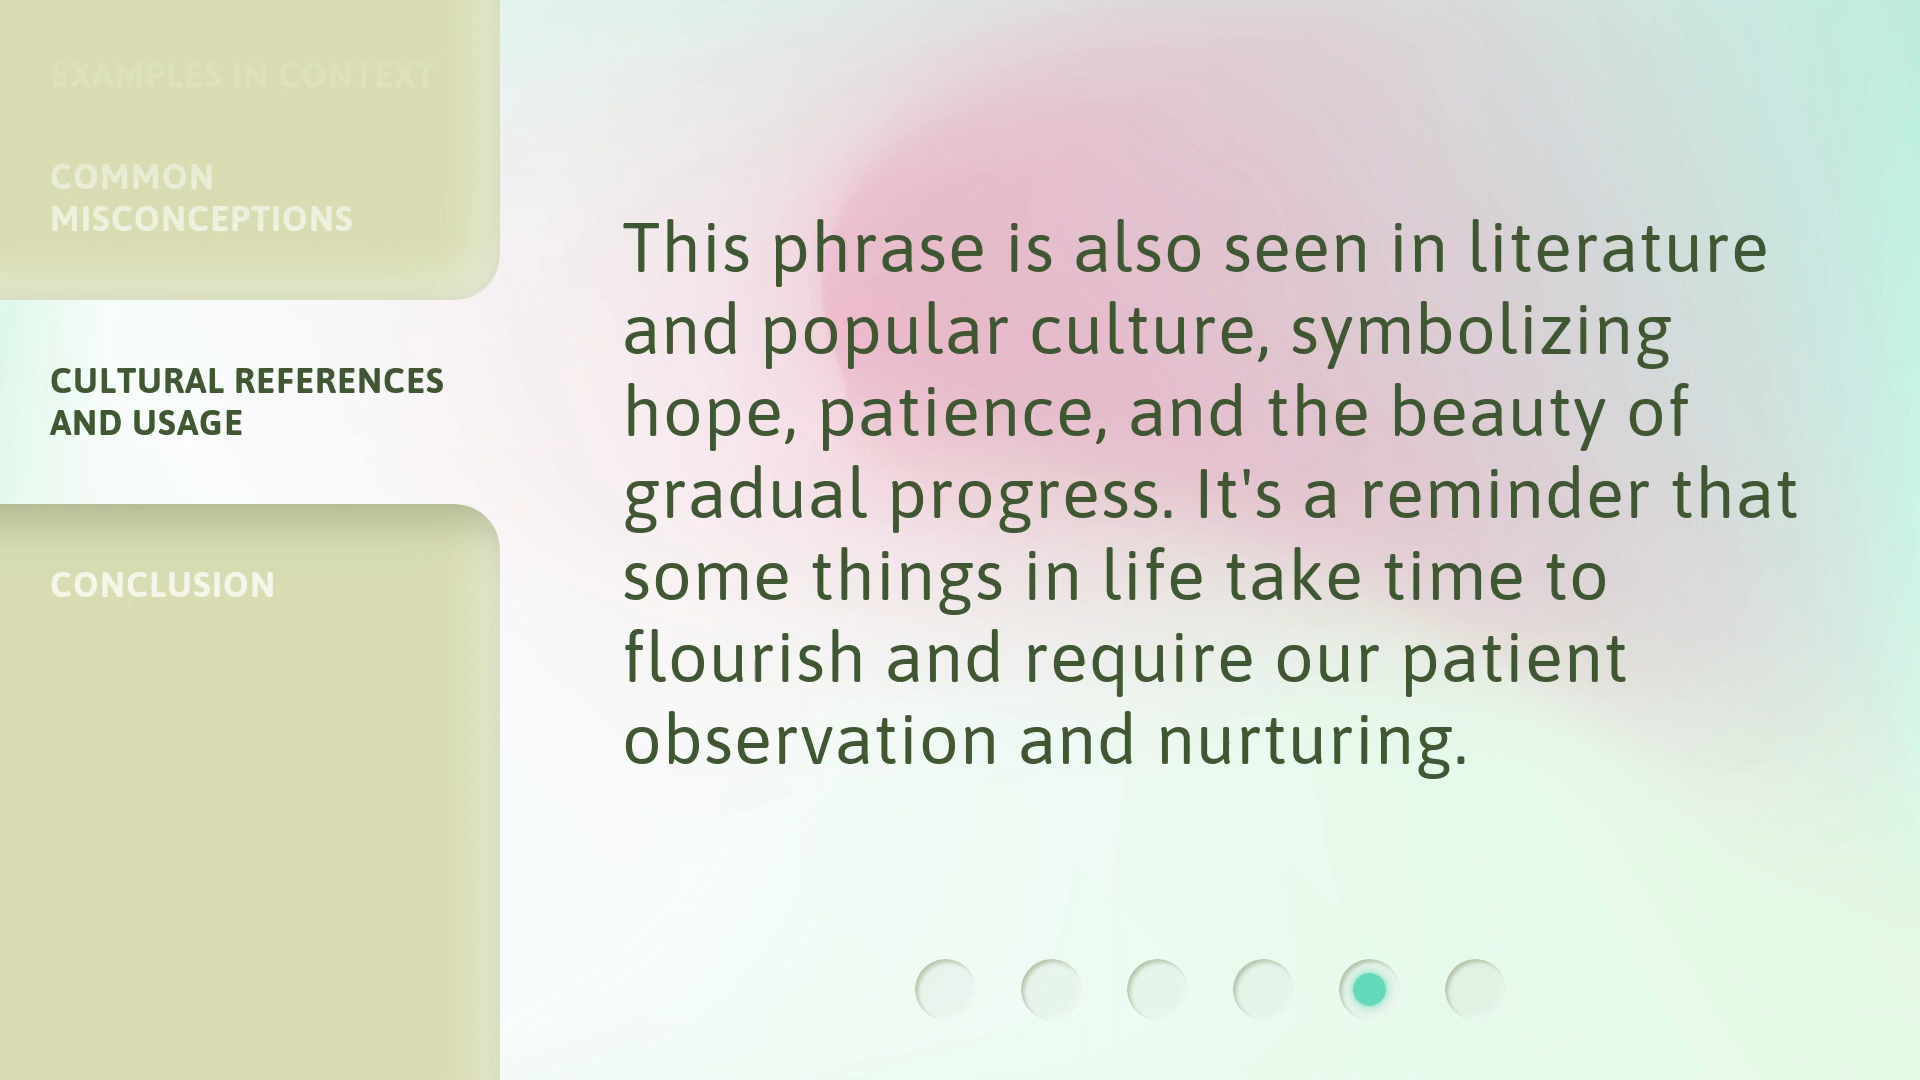 EXAMPLES IN CONTEXT
COMMON
MISCONCEPTIONS
CULTURAL REFERENCES
AND USAGE
CONCLUSION
This phrase is also seen in literature
and popular culture, symbolizing
hope, patience, and the beauty of
gradual progress. It's a reminder that
some things in life take time to
flourish and require our patient
observation and nurturing.